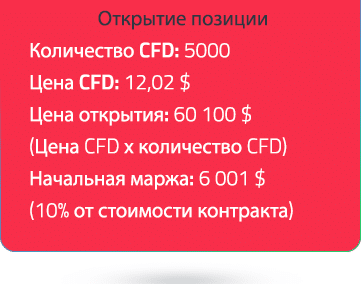 Открытие позиции
Количество CFD: 5000
Цена CFD: 12,02 $
Цена открытия: 60 100 $
(Цена CFD x количество CFD)
Начальная маржа: 6 001 $
(10% от стоимости контракта)